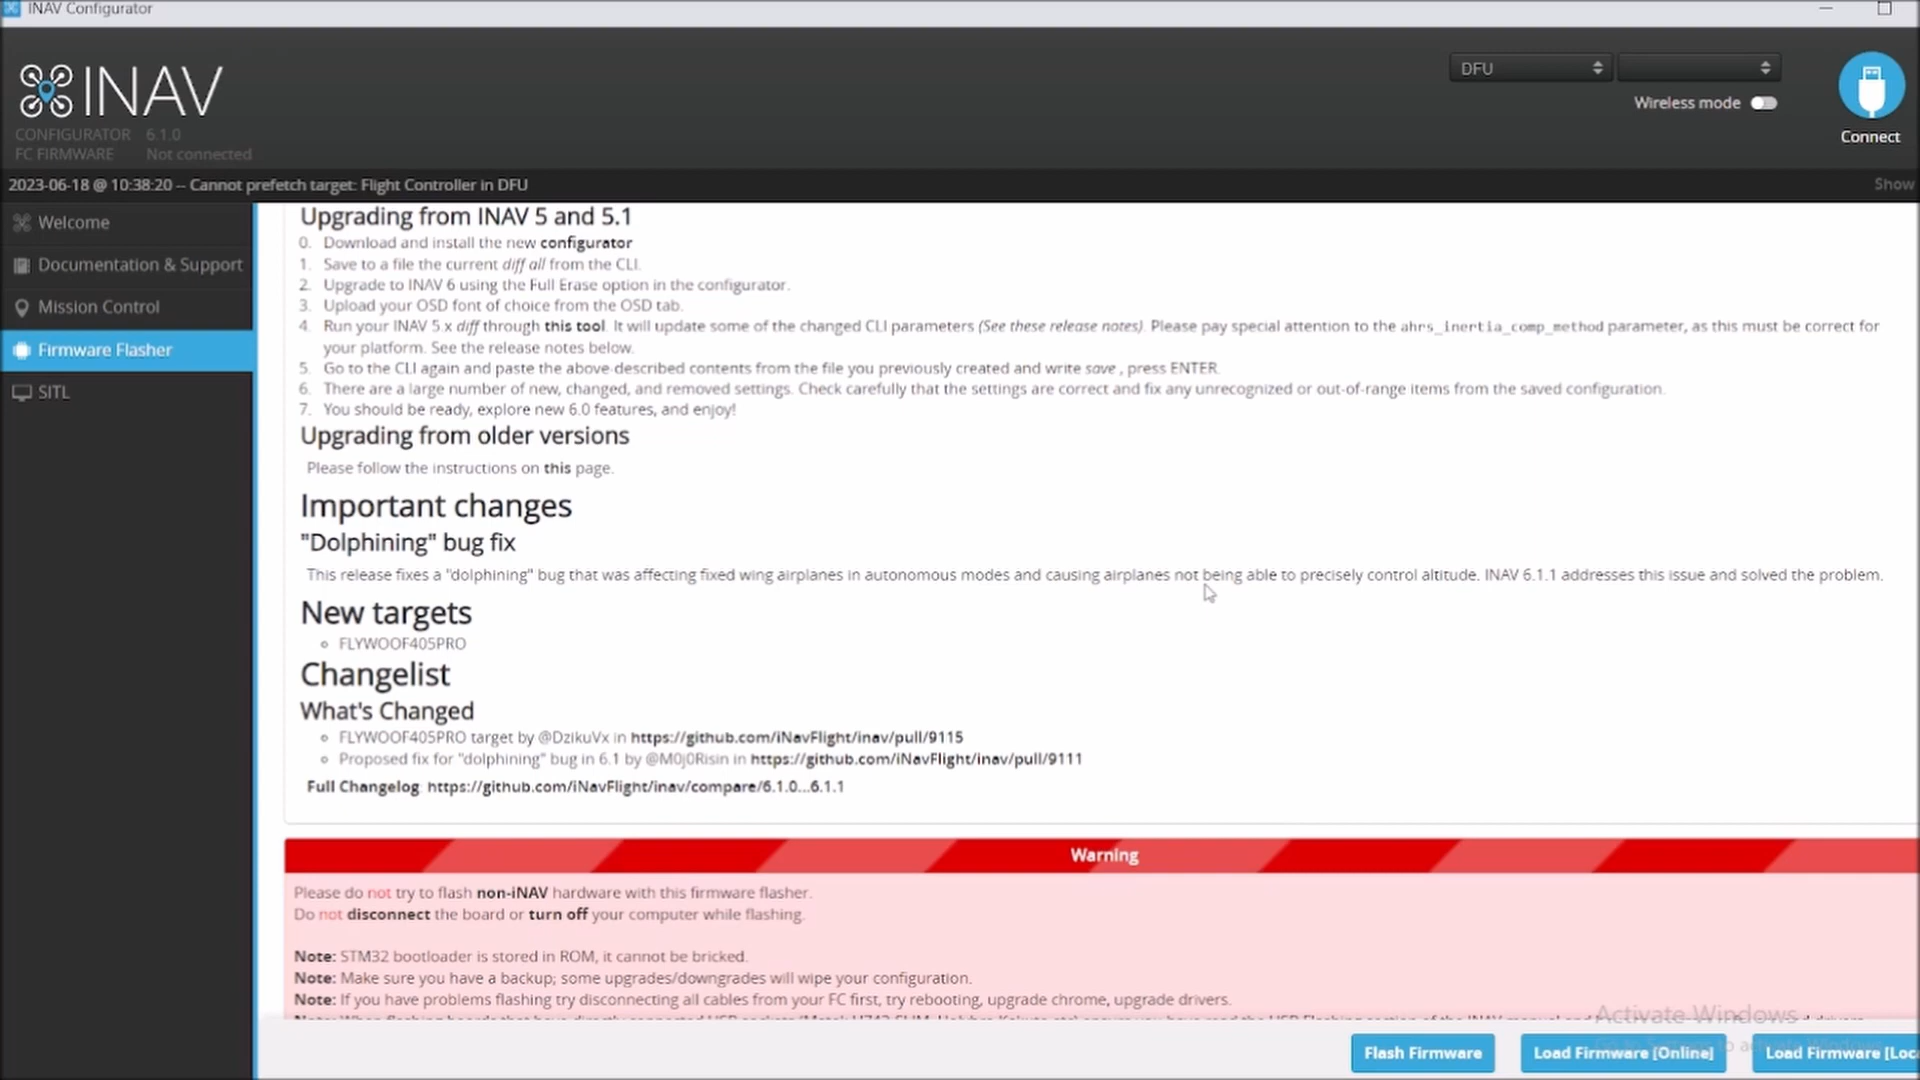 INAV Configurator
INAV
CONFIGURATOR 6.1.0
FC FIRMWARE Not connected
DFU
Wireless mode
Connect
2023-06-18 @ 10:38:20 -- Cannot prefetch target: Flight Controller in DFU
Show
Welcome
Documentation & Support
Mission Control
Firmware Flasher
SITL
Upgrading from INAV 5 and 5.1
0. Download and install the new configurator
1. Save to a file the current diff all from the CLI.
2. Upgrade to INAV 6 using the Full Erase option in the configurator.
3. Upload your OSD font of choice from the OSD tab.
4. Run your INAV 5.x diff through this tool. It will update some of the changed CLI parameters (See these release notes). Please pay special attention to the ahrs_inertia_comp_method parameter, as this must be correct for
your platform. See the release notes below.
5. Go to the CLI again and paste the above-described contents from the file you previously created and write save , press ENTER.
6. There are a large number of new, changed, and removed settings. Check carefully that the settings are correct and fix any unrecognized or out-of-range items from the saved configuration.
7. You should be ready, explore new 6.0 features, and enjoy!
Upgrading from older versions
Please follow the instructions on this page.
Important changes
"Dolphining" bug fix
This release fixes a "dolphining" bug that was affecting fixed wing airplanes in autonomous modes and causing airplanes not being able to precisely control altitude. INAV 6.1.1 addresses this issue and solved the problem.
New targets
FLYWOOF405PRO
Changelist
What's Changed
FLYWOOF405PRO target by @DzikuVx in https://github.com/iNavFlight/inav/pull/9115
Proposed fix for "dolphining" bug in 6.1 by @M0j0Risin in https://github.com/iNavFlight/inav/pull/9111
Full Changelog: https://github.com/iNavFlight/inav/compare/6.1.0...6.1.1
Warning
Please do not try to flash non-iNAV hardware with this firmware flasher.
Do not disconnect the board or turn off your computer while flashing.
Note: STM32 bootloader is stored in ROM, it cannot be bricked.
Note: Make sure you have a backup; some upgrades/downgrades will wipe your configuration.
Note: If you have problems flashing try disconnecting all cables from your FC first, try rebooting, upgrade chrome, upgrade drivers.
Activate Windows
Flash Firmware
Load Firmware [Online]
Load Firmware [Loc